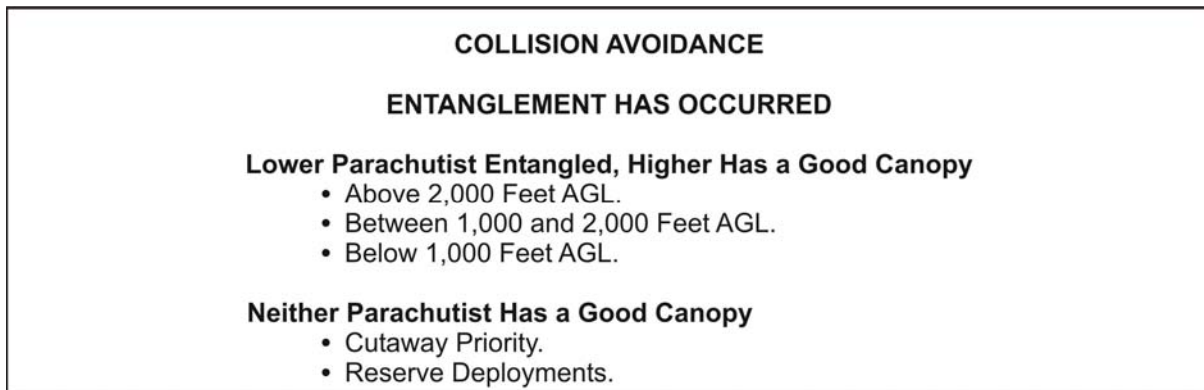 COLLISION AVOIDANCE
ENTANGLEMENT HAS OCCURRED
Lower Parachutist Entangled, Higher Has a Good Canopy
• Above 2,000 Feet AGL.
• Between 1,000 and 2,000 Feet AGL.
• Below 1,000 Feet AGL.
Neither Parachutist Has a Good Canopy
• Cutaway Priority.
• Reserve Deployments.